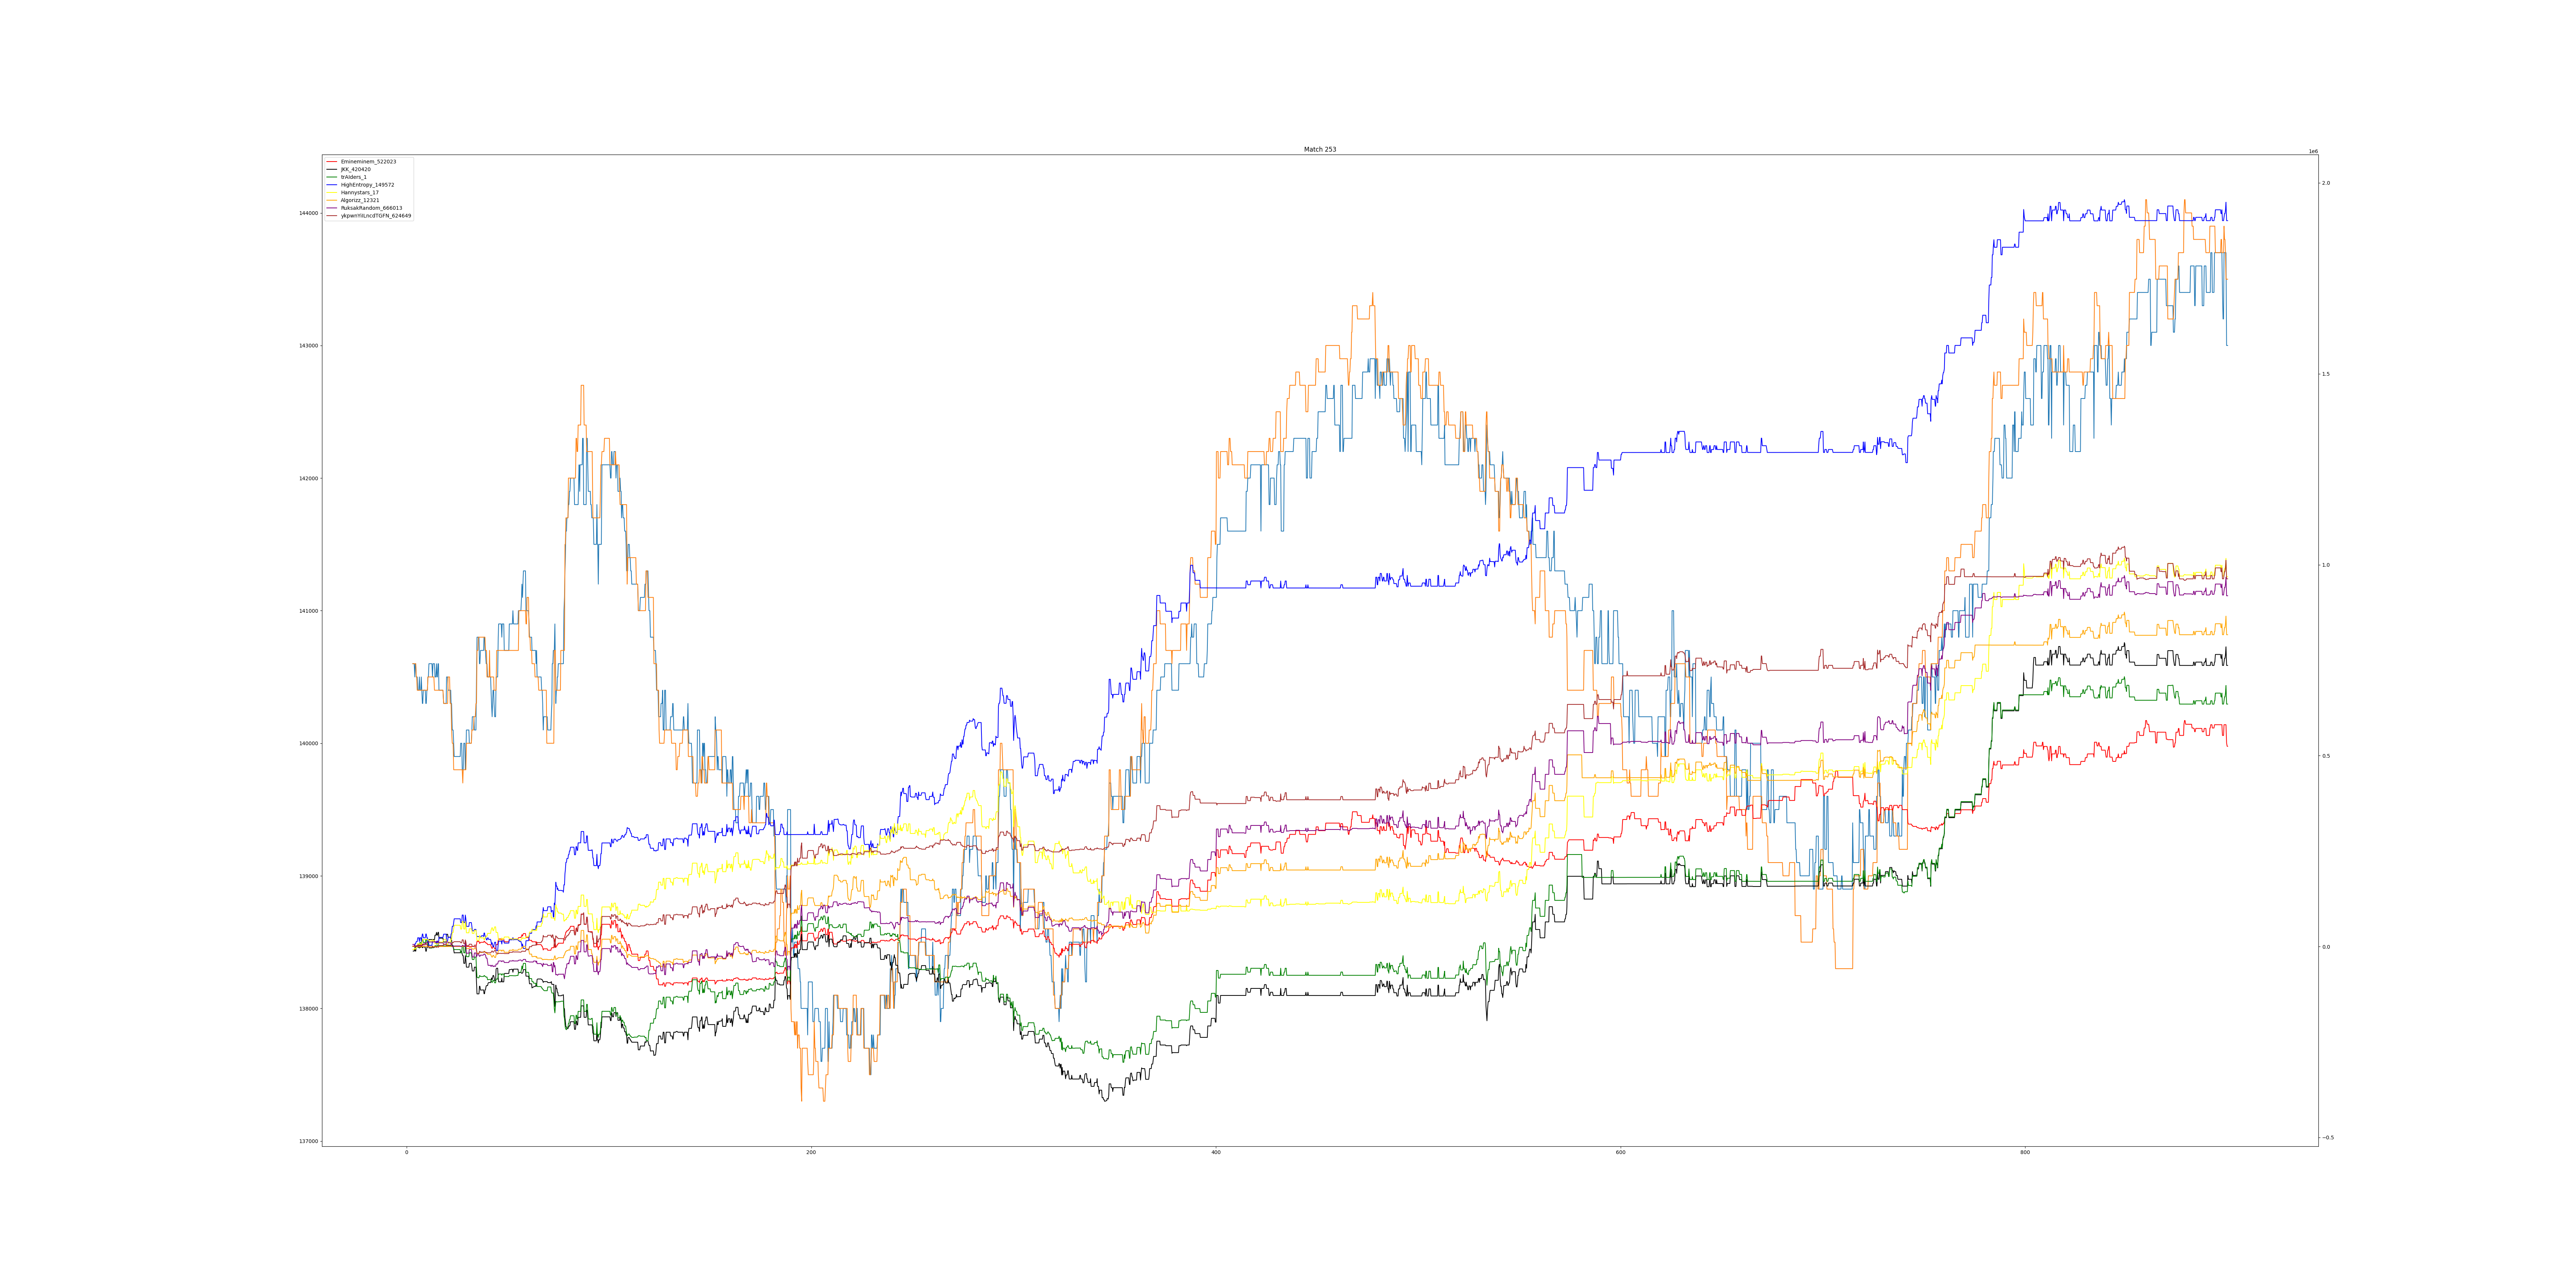 Match 253
1e6
Emineminem_522023
JKK_420420
trAIders_1
HighEntropy_149572
Hannystars_17
Algorizz_12321
RuksakRandom_666013
144000
143000
142000
141000
140000
139000
138000
137000
2.0
1.5
1.0
0.5
0.0
−0.5
0
200
400
600
800